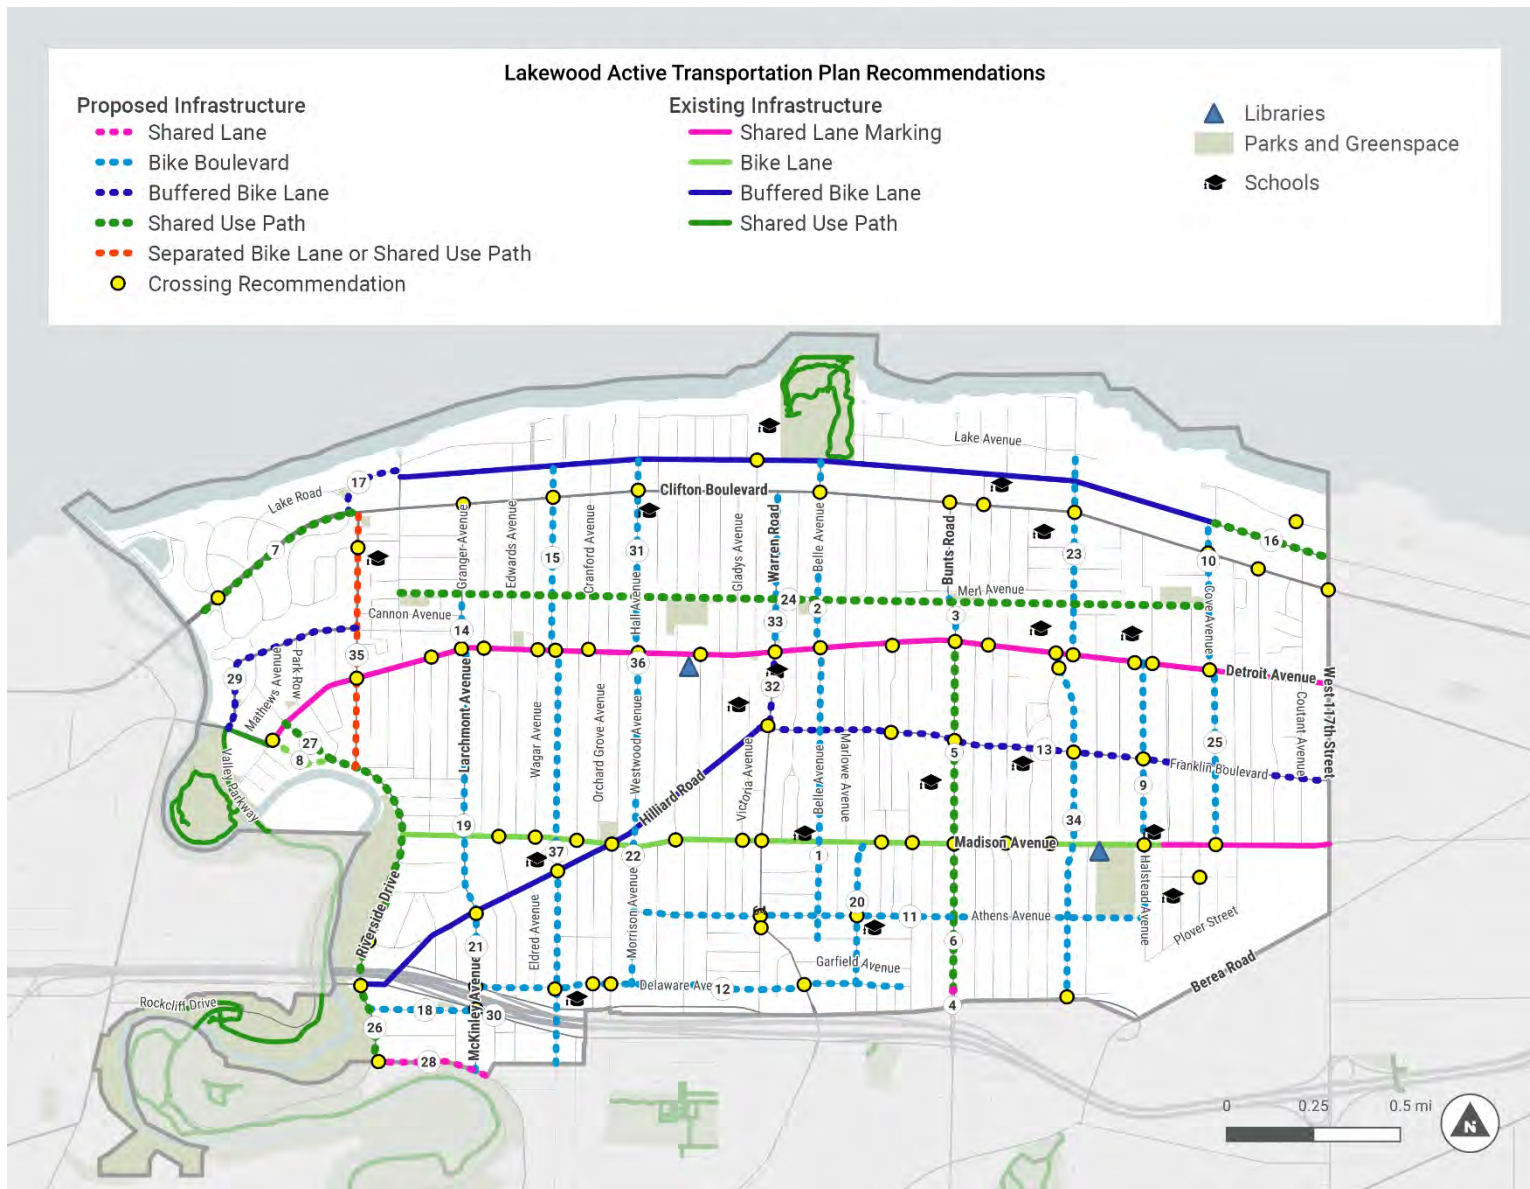 Lakewood Active Transportation Plan Recommendations
Proposed Infrastructure
Shared Lane
Bike Boulevard
Buffered Bike Lane
Shared Use Path
Separated Bike Lane or Shared Use Path
Crossing Recommendation
Existing Infrastructure
Shared Lane Marking
Bike Lane
Buffered Bike Lane
Shared Use Path
Libraries
Parks and Greenspace
Schools
Lake Avenue
17
Lake Road
Clifton Boulevard
7
Granger Avenue
Edwards Avenue
15
Cranford Avenue
31
Hall Avenue
Gladys Avenue
Warren Road
Belle Avenue
Bunts Road
23
10
16
Cove Avenue
Merl Avenue
24
2
3
33
Cannon Avenue
14
35
36
29
Mathews Avenue
Park Row
Detroit Avenue
West 117th Street
Coutant Avenue
32
27
8
Valley Parkway
Larchmont Avenue
Wagar Avenue
Orchard Grove Avenue
Westwood Avenue
Hilliard Road
Victoria Avenue
Belle Avenue
Marlowe Avenue
5
13
Franklin Boulevard
25
9
34
19
37
22
Madison Avenue
1
20
11
Athens Avenue
Halstead Avenue
Plover Street
Riverside Drive
21
Eldred Avenue
Morrison Avenue
6
Garfield Avenue
Delaware Ave
12
4
Berea Road
Rockcliff Drive
18
30
26
McKinley Avenue
28
0
0.25
0.5 mi
N